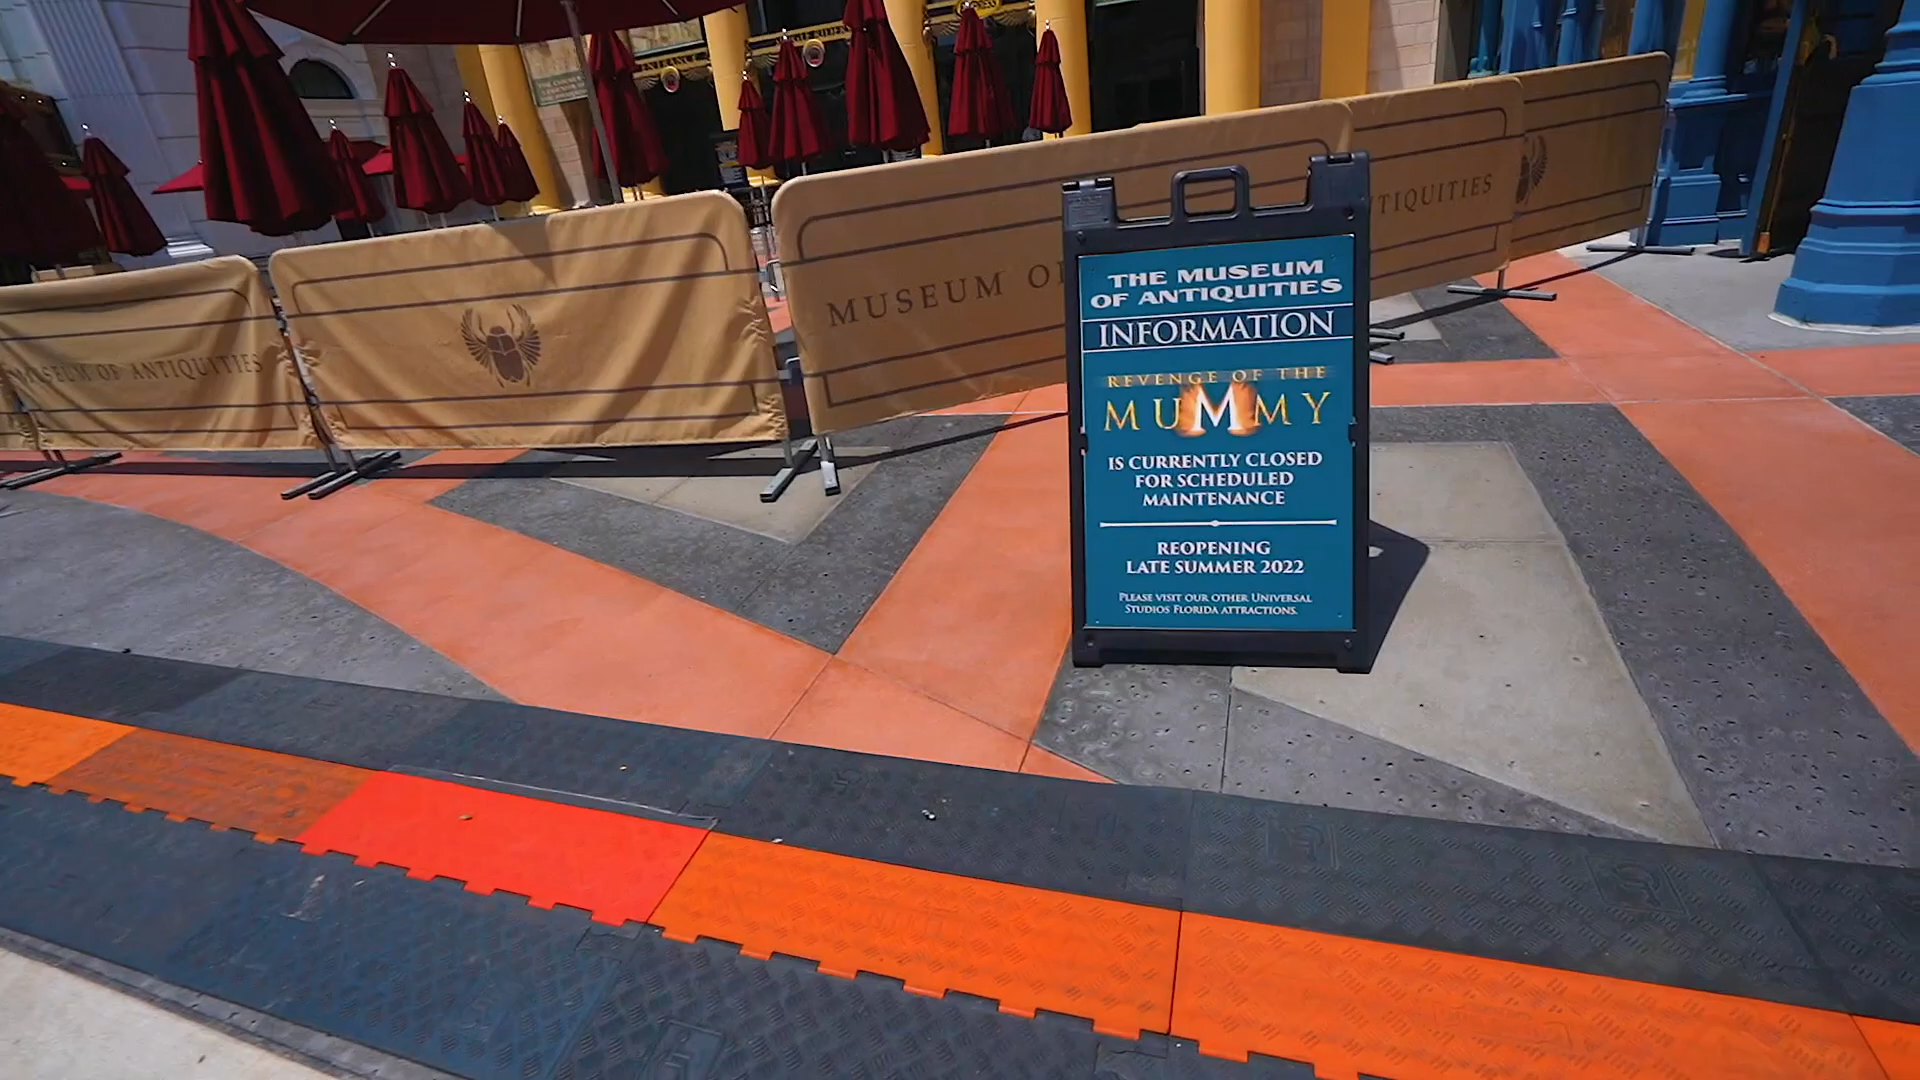 ENTRANCE
MUSEUM OF ANTIQUITIES
MUSEUM O
TIQUITIES
THE MUSEUM
OF ANTIQUITIES
INFORMATION
REVENGE OF THE
MUMMY
IS CURRENTLY CLOSED
FOR SCHEDULED
MAINTENANCE
REOPENING
LATE SUMMER 2022
PLEASE VISIT OUR OTHER UNIVERSAL
STUDIOS FLORIDA ATTRACTIONS.